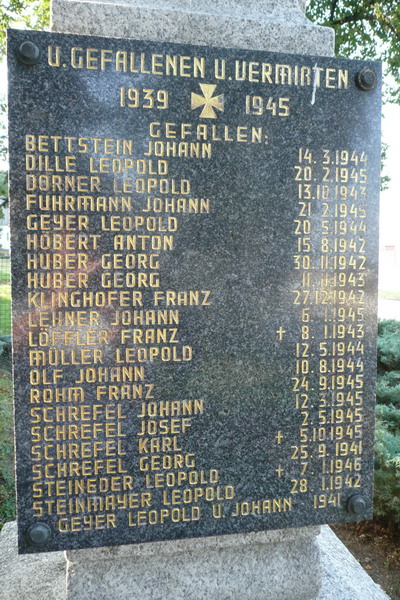 U. GEFALLENEN U. VERMIẞTEN
1939 1945
GEFALLEN:
BETTSTEIN JOHANN 14. 3. 1944
DILLE LEOPOLD 20. 2. 1945
DÖRNER LEOPOLD 13. 10. 1943
FUHRMANN JOHANN 21. 2. 1945
GEYER LEOPOLD 20. 5. 1944
HÖBERT ANTON 15. 8. 1942
HUBER GEORG 30. 11. 1942
HUBER GEORG 1943
KLINGHOFER FRANZ 27. 12. 1942
LEHNER JOHANN 6. 1. 1945
LÖFFLER FRANZ † 8. 1. 1943
MÜLLER LEOPOLD 12. 5. 1944
OLF JOHANN 10. 8. 1944
ROHM FRANZ 24. 9. 1945
SCHREFEL JOHANN 12. 3. 1945
SCHREFEL JOSEF 2. 5. 1945
SCHREFEL KARL † 5. 10. 1945
SCHREFEL GEORG 25. 9. 1941
STEINEDER LEOPOLD † 7. 1. 1946
STEINMAYER LEOPOLD 28. 1. 1942
GEYER LEOPOLD U. JOHANN 1941